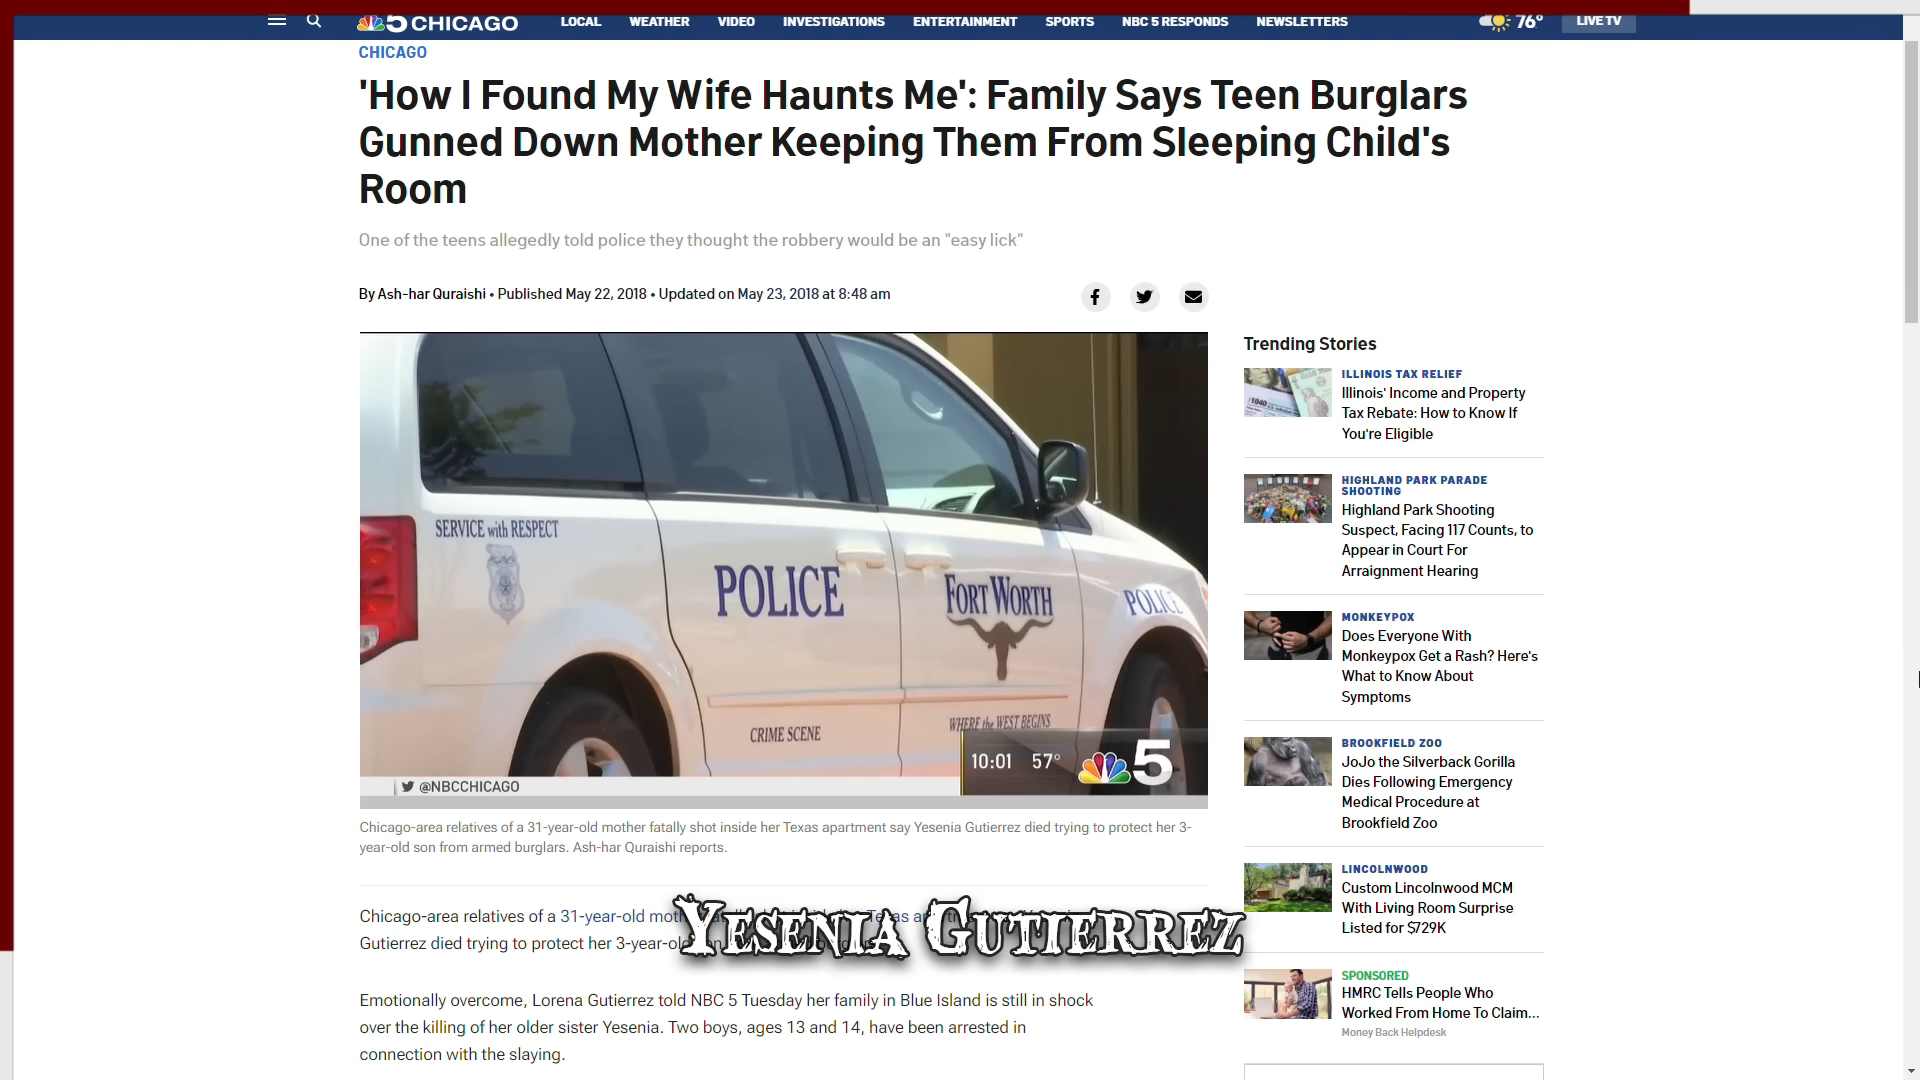 5 CHICAGO
LOCAL WEATHER VIDEO INVESTIGATIONS ENTERTAINMENT SPORTS NBC 5 RESPONDS NEWSLETTERS
76°
LIVE TV
CHICAGO
'How I Found My Wife Haunts Me': Family Says Teen Burglars
Gunned Down Mother Keeping Them From Sleeping Child's
Room
One of the teens allegedly told police they thought the robbery would be an "easy lick"
By Ash-har Quraishi • Published May 22, 2018 • Updated on May 23, 2018 at 8:48 am
SERVICE with RESPECT
POLICE
FORT WORTH
POLICE
CRIME SCENE
WHERE the WEST BEGINS
10:01 57° 5
@NBCCHICAGO
Chicago-area relatives of a 31-year-old mother fatally shot inside her Texas apartment say Yesenia Gutierrez died trying to protect her 3-
year-old son from armed burglars. Ash-har Quraishi reports.
Chicago-area relatives of a 31-year-old
Gutierrez died trying to protect her 3-year-old
Yesenia Gutierrez
Emotionally overcome, Lorena Gutierrez told NBC 5 Tuesday her family in Blue Island is still in shock
over the killing of her older sister Yesenia. Two boys, ages 13 and 14, have been arrested in
connection with the slaying.
Trending Stories
ILLINOIS TAX RELIEF
Illinois' Income and Property
Tax Rebate: How to Know If
You're Eligible
HIGHLAND PARK PARADE
SHOOTING
Highland Park Shooting
Suspect, Facing 117 Counts, to
Appear in Court For
Arraignment Hearing
MONKEYPOX
Does Everyone With
Monkeypox Get a Rash? Here's
What to Know About
Symptoms
BROOKFIELD ZOO
JoJo the Silverback Gorilla
Dies Following Emergency
Medical Procedure at
Brookfield Zoo
LINCOLNWOOD
Custom Lincolnwood MCM
With Living Room Surprise
Listed for $729K
SPONSORED
HMRC Tells People Who
Worked From Home To Claim...
Money Back Helpdesk